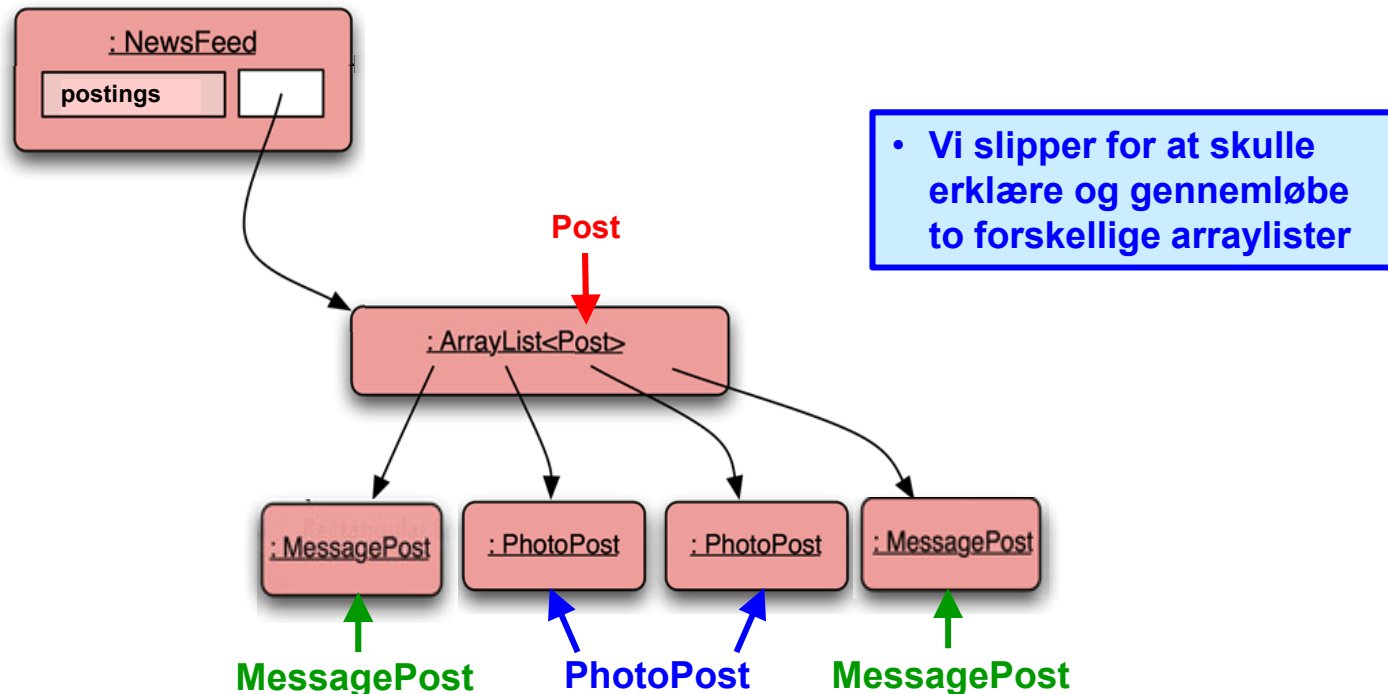 : NewsFeed
postings
• Vi slipper for at skulle
erklære og gennemløbe
to forskellige arraylister
Post
: ArrayList<Post>
: MessagePost
: PhotoPost
: PhotoPost
: MessagePost
MessagePost
PhotoPost
MessagePost